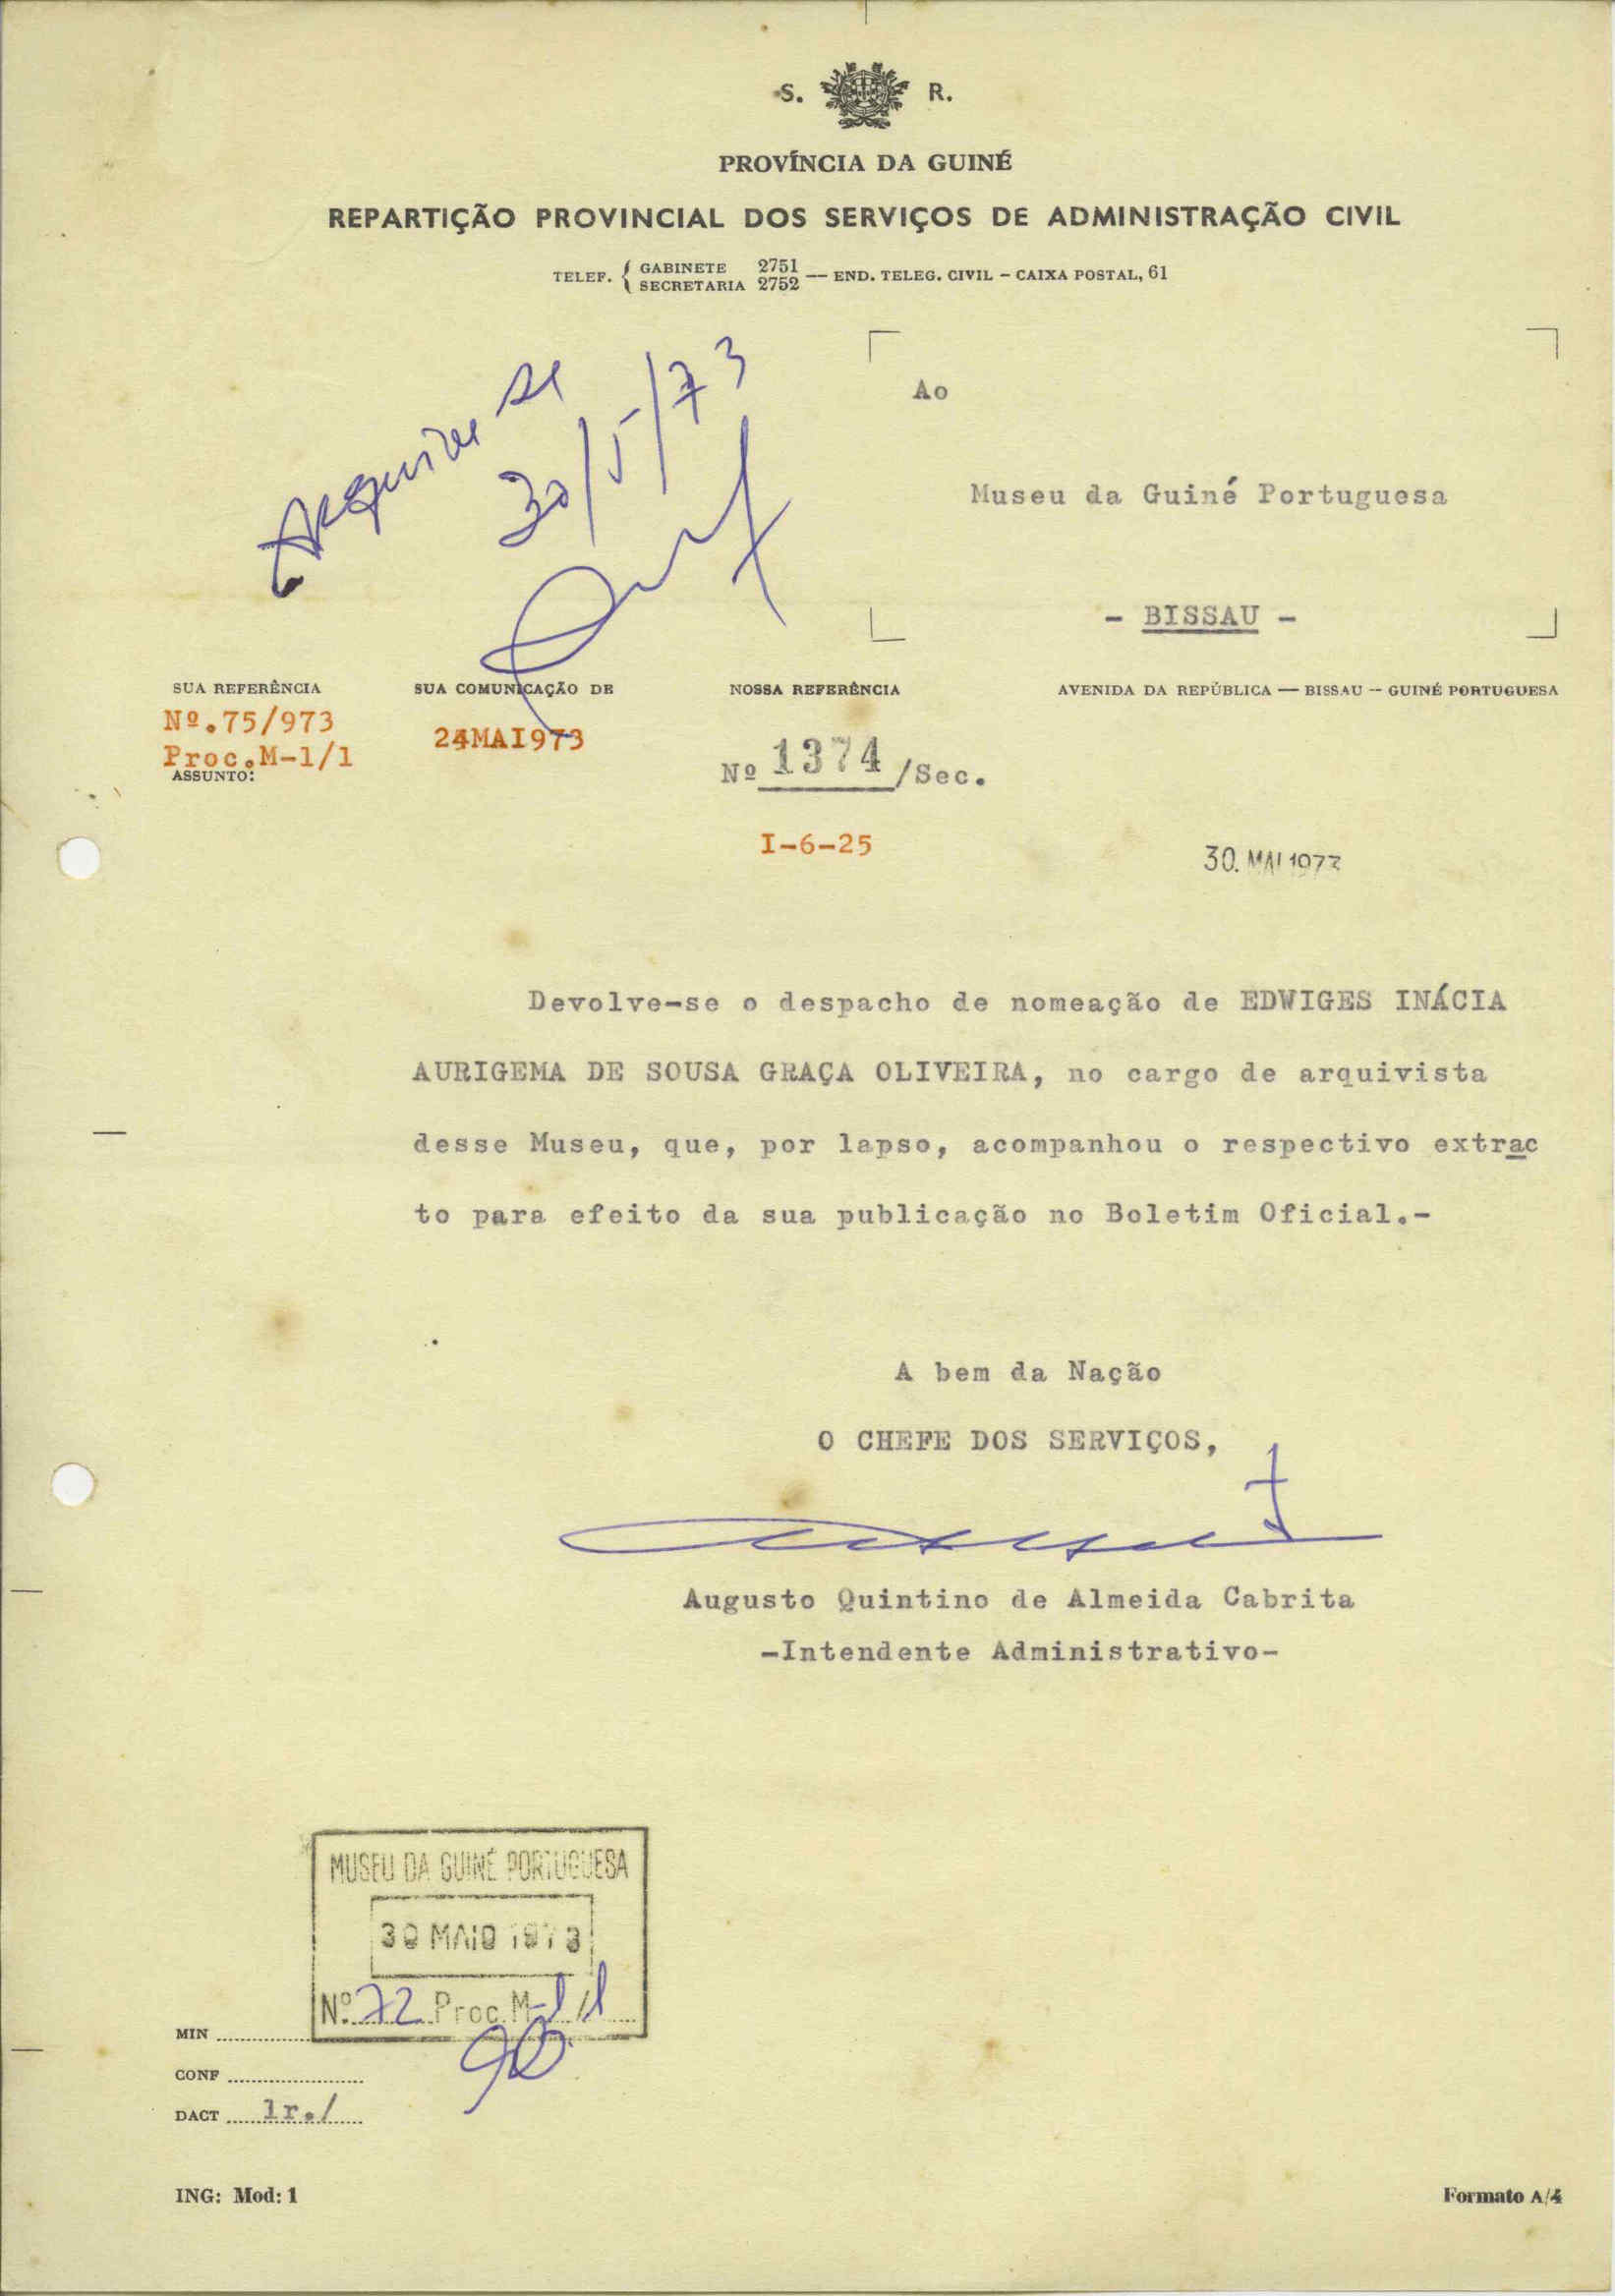 S. R.
PROVÍNCIA DA GUINÉ
REPARTIÇÃO PROVINCIAL DOS SERVIÇOS DE ADMINISTRAÇÃO CIVIL
TELEF. { GABINETE 2751
SECRETARIA 2752 — END. TELEG. CIVIL – CAIXA POSTAL, 61
Arquive se
30/5/73
Ao
Museu da Guiné Portuguesa
- BISSAU -
SUA REFERÊNCIA
Nº.75/973
Proc.M-1/1
SUA COMUNICAÇÃO DE
24MAI973
NOSSA REFERÊNCIA
Nº 1374 /Sec.
I-6-25
AVENIDA DA REPÚBLICA — BISSAU — GUINÉ PORTUGUESA
ASSUNTO:
30. MAI 1973
Devolve-se o despacho de nomeação de EDWIGES INÁCIA
AURIGEMA DE SOUSA GRAÇA OLIVEIRA, no cargo de arquivista
desse Museu, que, por lapso, acompanhou o respectivo extrac
to para efeito da sua publicação no Boletim Oficial.-
A bem da Nação
O CHEFE DOS SERVIÇOS,
Augusto Quintino de Almeida Cabrita
-Intendente Administrativo-
MUSEU DA GUINÉ PORTUGUESA
30 MAIO 1973
Nº 72 Proc. M-1/1
MIN
CONF
DACT lr./
ING: Mod: 1
Formato A/4